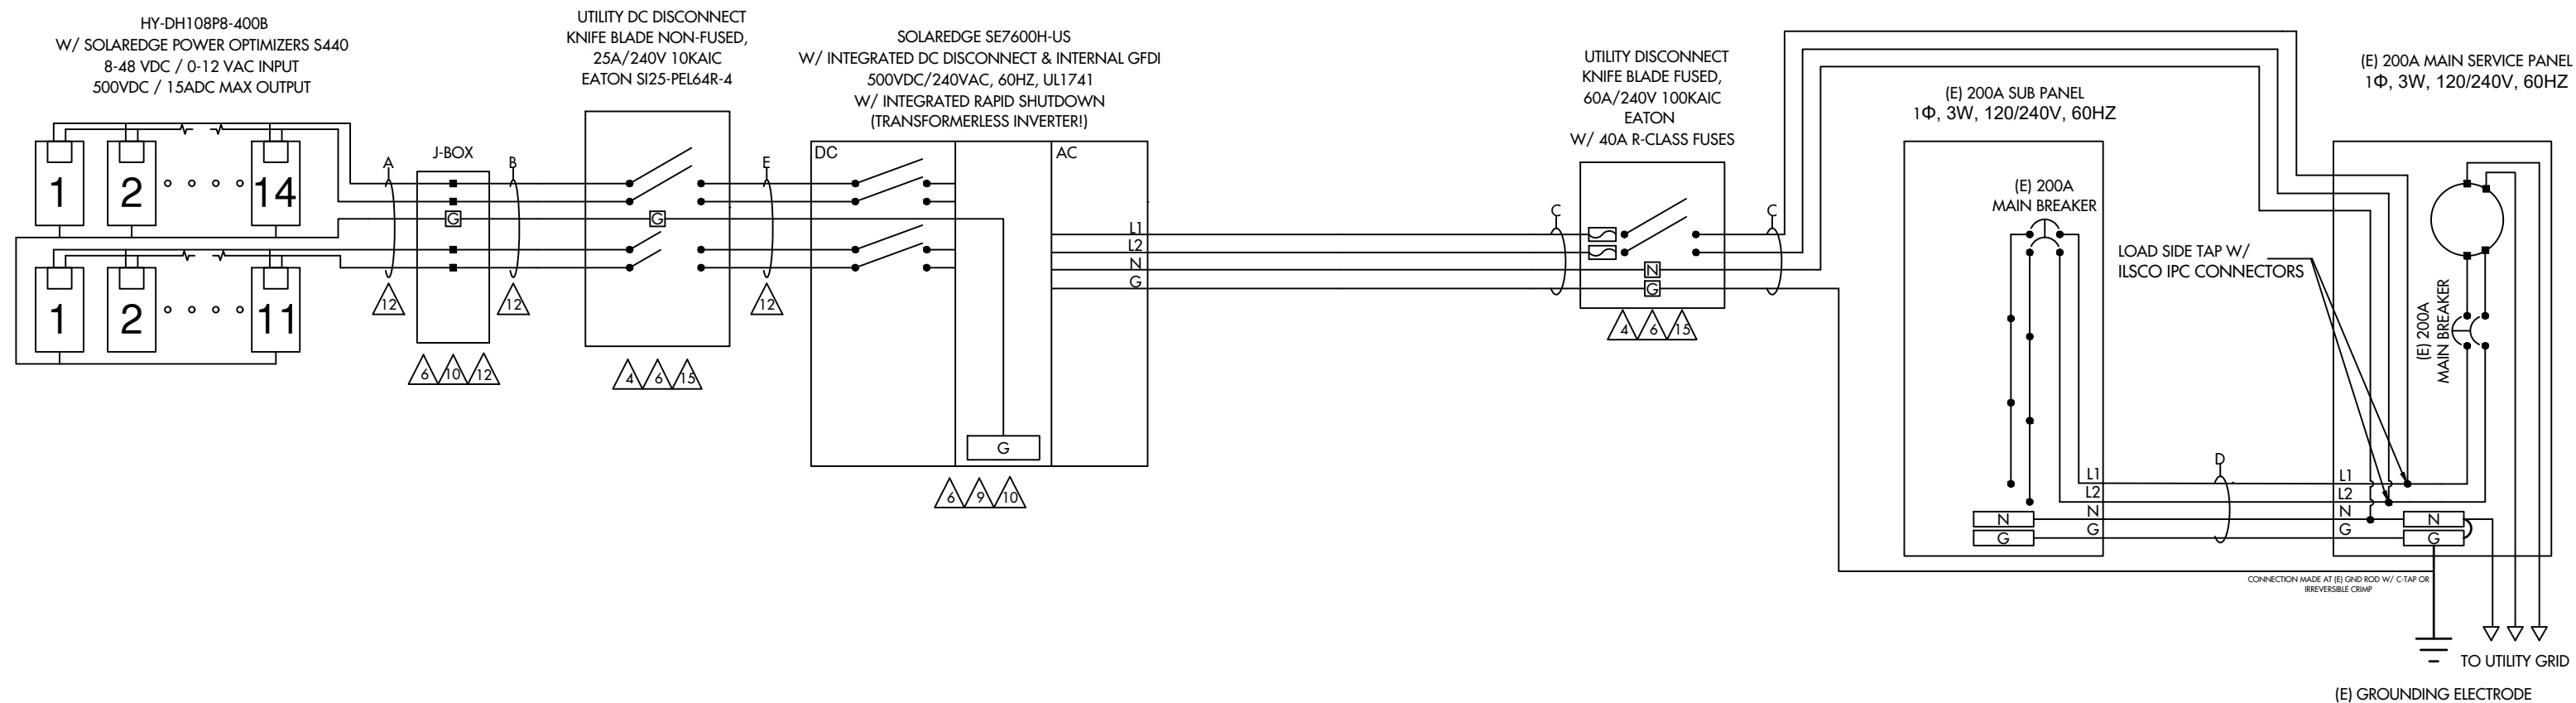 HY-DH108P8-400B
W/ SOLAREDGE POWER OPTIMIZERS S440
8-48 VDC / 0-12 VAC INPUT
500VDC / 15ADC MAX OUTPUT
1
2
14
1
2
11
A
12
J-BOX
G
6
10
12
B
12
UTILITY DC DISCONNECT
KNIFE BLADE NON-FUSED,
25A/240V 10KAIC
EATON SI25-PEL64R-4
G
4
6
15
E
12
SOLAREDGE SE7600H-US
W/ INTEGRATED DC DISCONNECT & INTERNAL GFDI
500VDC/240VAC, 60HZ, UL1741
W/ INTEGRATED RAPID SHUTDOWN
(TRANSFORMERLESS INVERTER!)
DC
AC
L1
L2
N
G
G
6
9
10
C
UTILITY DISCONNECT
KNIFE BLADE FUSED,
60A/240V 100KAIC
EATON
W/ 40A R-CLASS FUSES
N
G
4
6
15
C
(E) 200A SUB PANEL
1Φ, 3W, 120/240V, 60HZ
(E) 200A
MAIN BREAKER
L1
L2
N
G
N
G
D
LOAD SIDE TAP W/
ILSCO IPC CONNECTORS
(E) 200A MAIN SERVICE PANEL
1Φ, 3W, 120/240V, 60HZ
(E) 200A
MAIN BREAKER
L1
L2
N
G
N
G
CONNECTION MADE AT (E) GND ROD W/ C-TAP OR
IRREVERSIBLE CRIMP
TO UTILITY GRID
(E) GROUNDING ELECTRODE